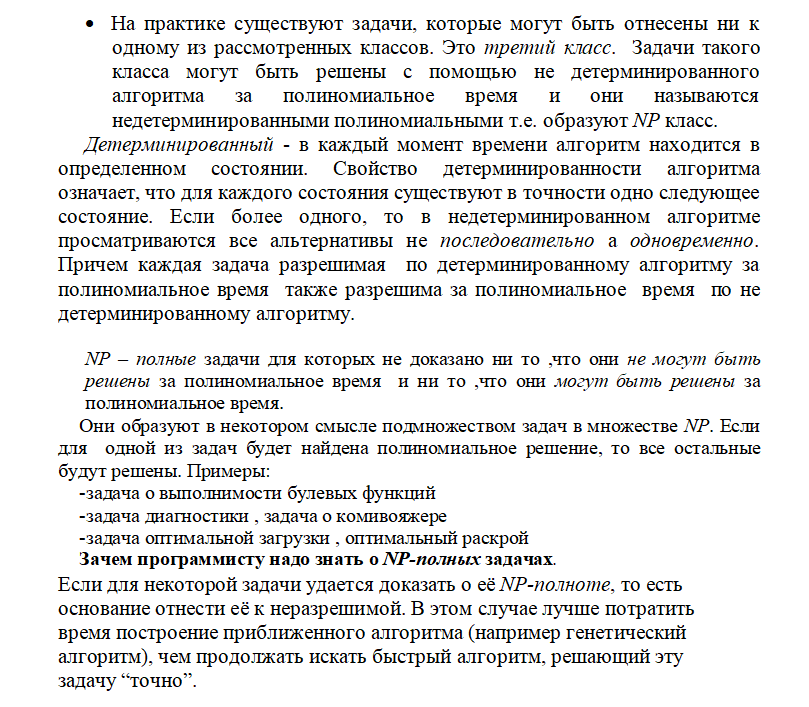 • На практике существуют задачи, которые могут быть отнесены ни к
одному из рассмотренных классов. Это третий класс. Задачи такого
класса могут быть решены с помощью не детерминированного
алгоритма за полиномиальное время и они называются
недетерминированными полиномиальными т.е. образуют NP класс.
Детерминированный - в каждый момент времени алгоритм находится в
определенном состоянии. Свойство детерминированности алгоритма
означает, что для каждого состояния существуют в точности одно следующее
состояние. Если более одного, то в недетерминированном алгоритме
просматриваются все альтернативы не последовательно а одновременно.
Причем каждая задача разрешимая по детерминированному алгоритму за
полиномиальное время также разрешима за полиномиальное время по не
детерминированному алгоритму.
NP – полные задачи для которых не доказано ни то ,что они не могут быть
решены за полиномиальное время и ни то ,что они могут быть решены за
полиномиальное время.
Они образуют в некотором смысле подмножеством задач в множестве NP. Если
для одной из задач будет найдена полиномиальное решение, то все остальные
будут решены. Примеры:
-задача о выполнимости булевых функций
-задача диагностики , задача о комивояжере
-задача оптимальной загрузки , оптимальный раскрой
Зачем программисту надо знать о NP-полных задачах.
Если для некоторой задачи удается доказать о её NP-полноте, то есть
основание отнести её к неразрешимой. В этом случае лучше потратить
время построение приближенного алгоритма (например генетический
алгоритм), чем продолжать искать быстрый алгоритм, решающий эту
задачу “точно”.